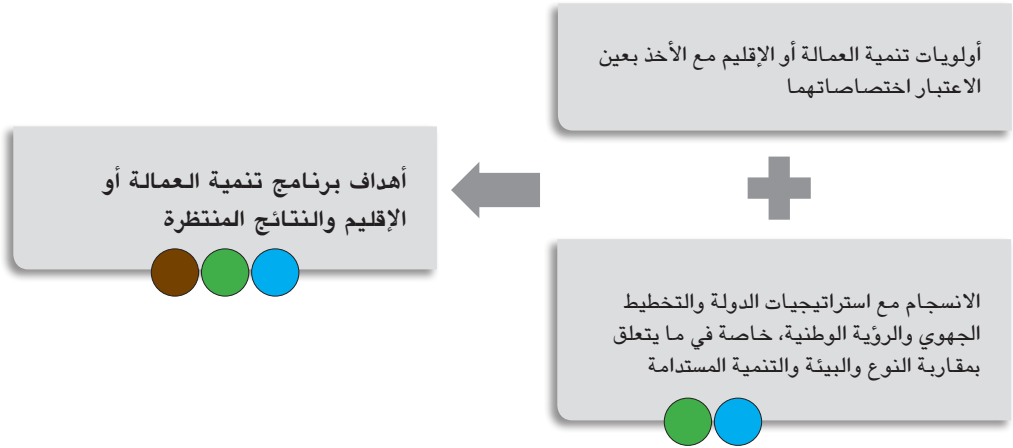 أولويات تنمية العمالة أو الإقليم مع الأخذ بعين
الاعتبار اختصاصاتهما
الانسجام مع استراتيجيات الدولة والتخطيط
الجهوي والرؤية الوطنية، خاصة في ما يتعلق
بمقاربة النوع والبيئة والتنمية المستدامة
أهداف برنامج تنمية العمالة أو
الإقليم والنتائج المنتظرة